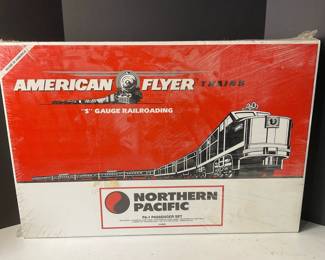 AMERICAN FLYER TRAINS
"S" GAUGE RAILROADING
NORTHERN
PACIFIC
PA-1 PASSENGER SET